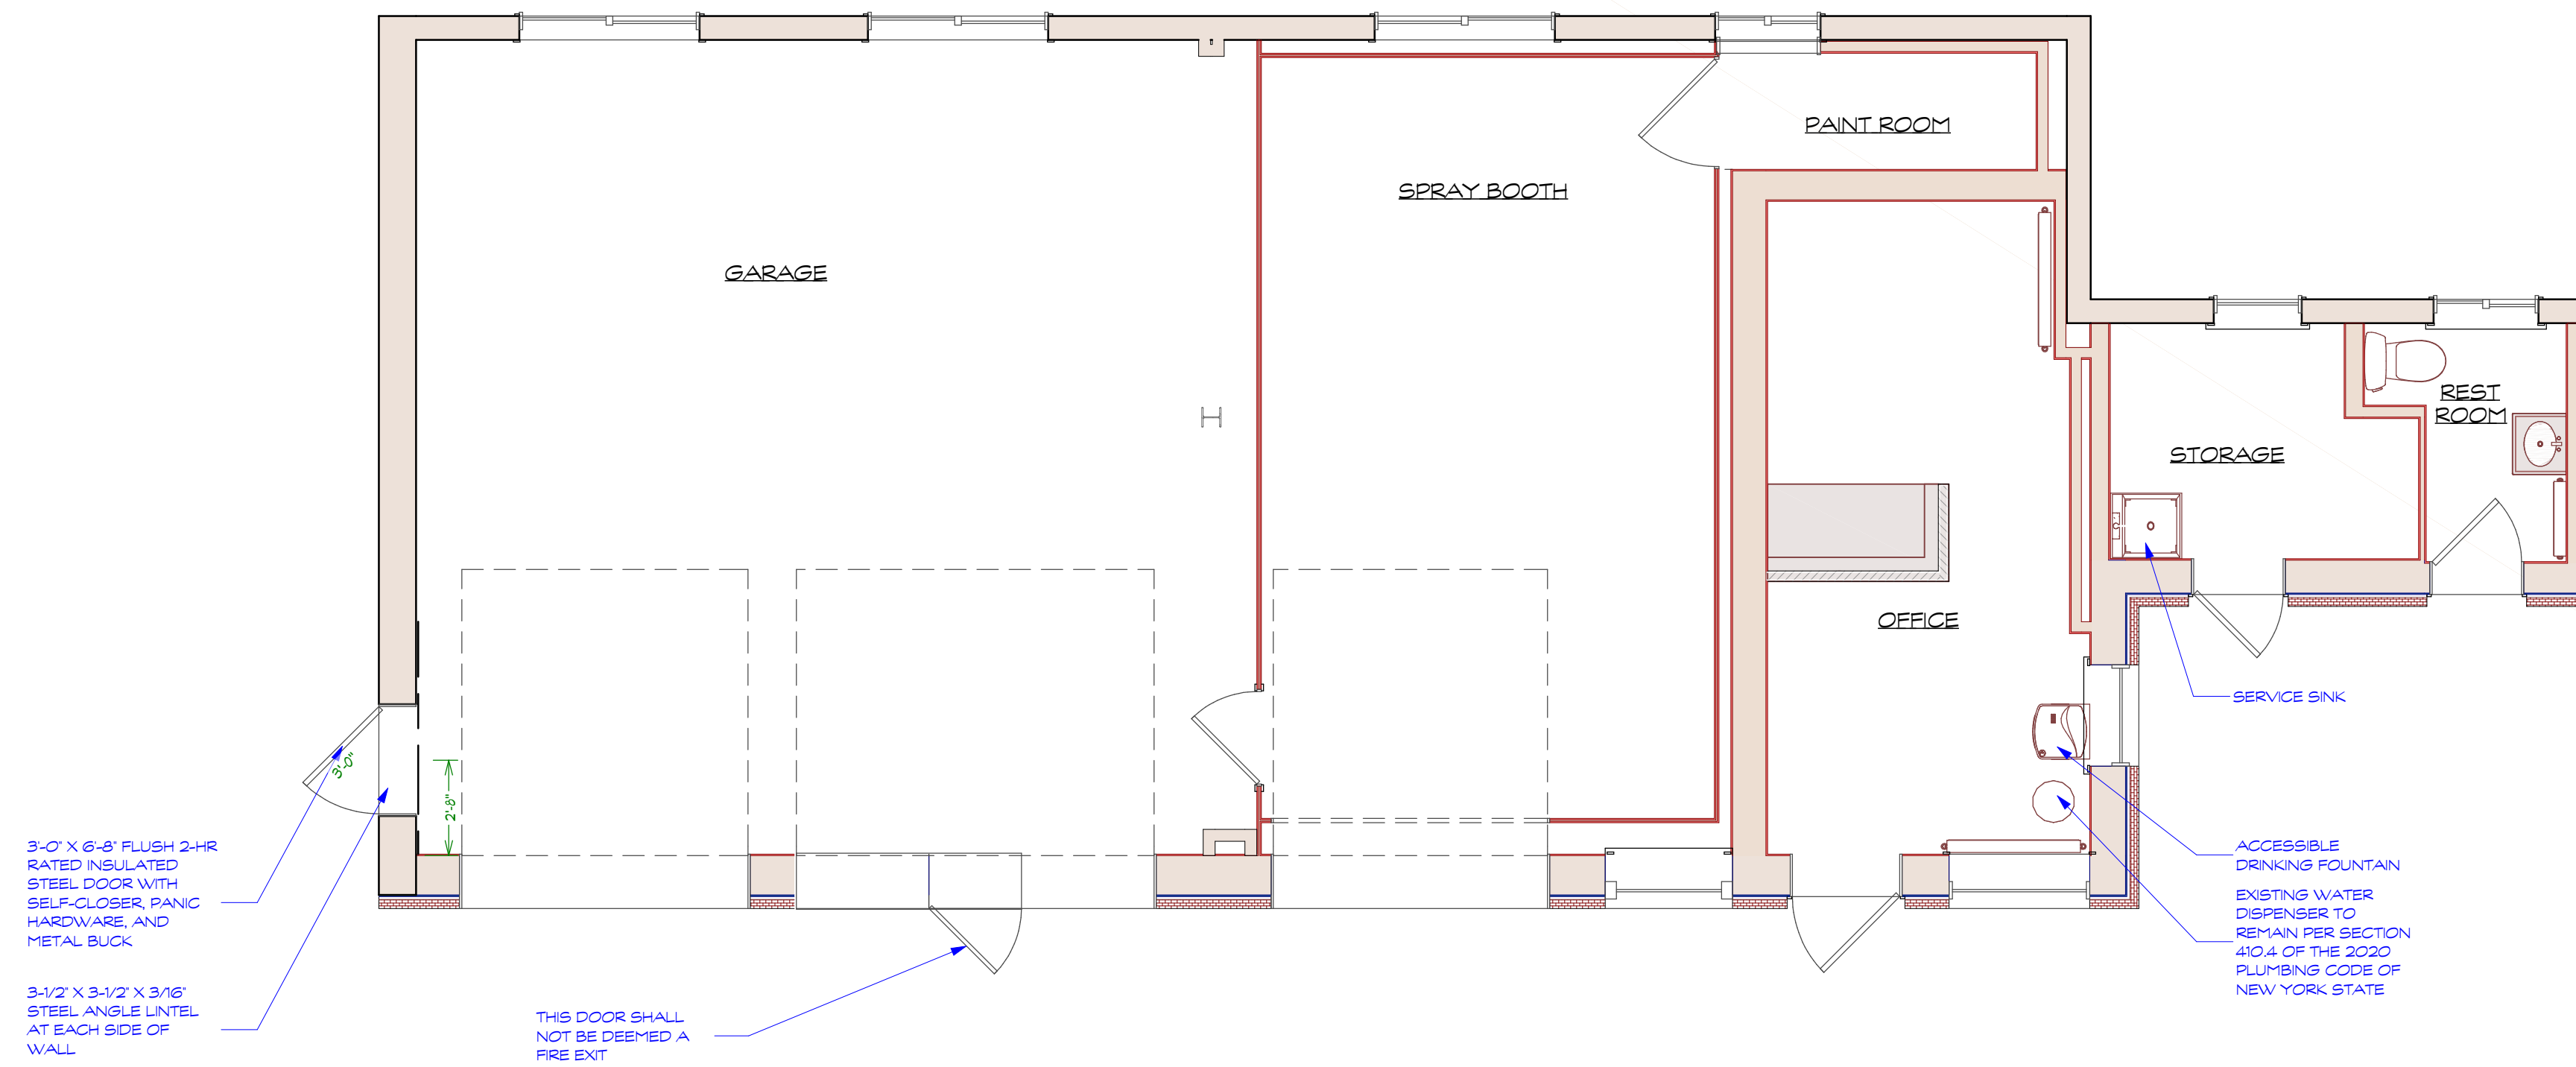 PAINT ROOM
SPRAY BOOTH
GARAGE
REST
ROOM
STORAGE
OFFICE
SERVICE SINK
3'-0"
2'-8"
3'-0" X 6'-8" FLUSH 2-HR
RATED INSULATED
STEEL DOOR WITH
SELF-CLOSER, PANIC
HARDWARE, AND
METAL BUCK
3-1/2" X 3-1/2" X 3/16"
STEEL ANGLE LINTEL
AT EACH SIDE OF
WALL
THIS DOOR SHALL
NOT BE DEEMED A
FIRE EXIT
ACCESSIBLE
DRINKING FOUNTAIN
EXISTING WATER
DISPENSER TO
REMAIN PER SECTION
410.4 OF THE 2020
PLUMBING CODE OF
NEW YORK STATE